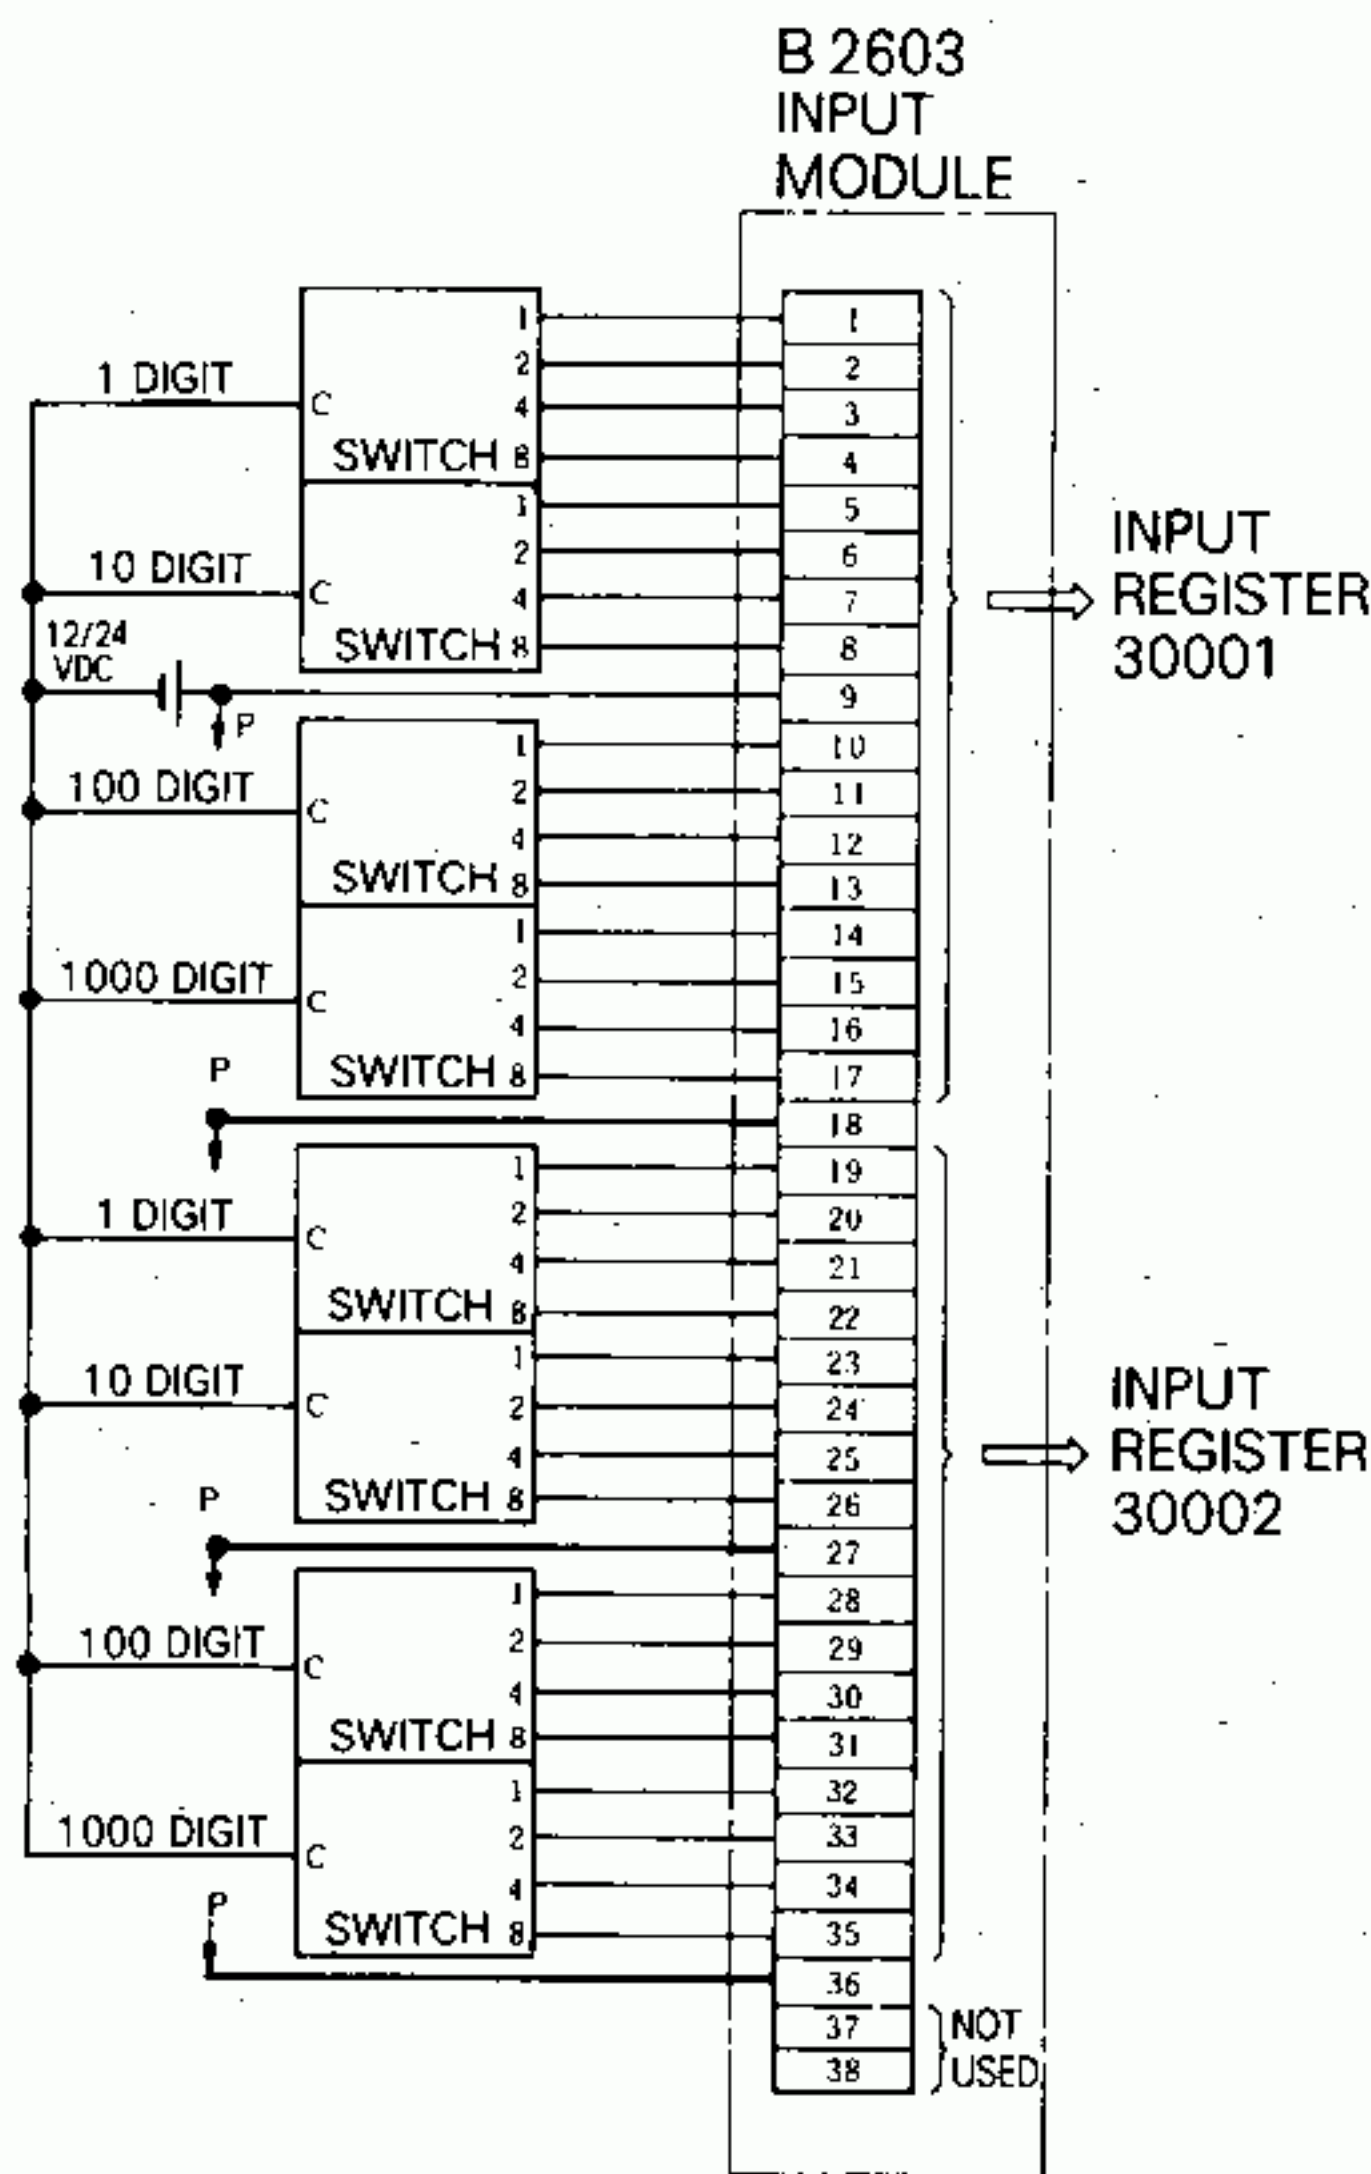 B 2603
INPUT
MODULE
1 DIGIT
C
1
2
4
8
SWITCH
1
2
3
4
10 DIGIT
C
1
2
4
8
SWITCH
5
6
7
8
INPUT
REGISTER
30001
12/24
VDC
P
9
100 DIGIT
C
1
2
4
8
SWITCH
10
11
12
13
1000 DIGIT
C
1
2
4
8
SWITCH
14
15
16
17
P
18
1 DIGIT
C
1
2
4
8
SWITCH
19
20
21
22
10 DIGIT
C
1
2
4
8
SWITCH
23
24
25
26
INPUT
REGISTER
30002
P
27
100 DIGIT
C
1
2
4
8
SWITCH
28
29
30
31
1000 DIGIT
C
1
2
4
8
SWITCH
32
33
34
35
P
36
37
38
NOT
USED